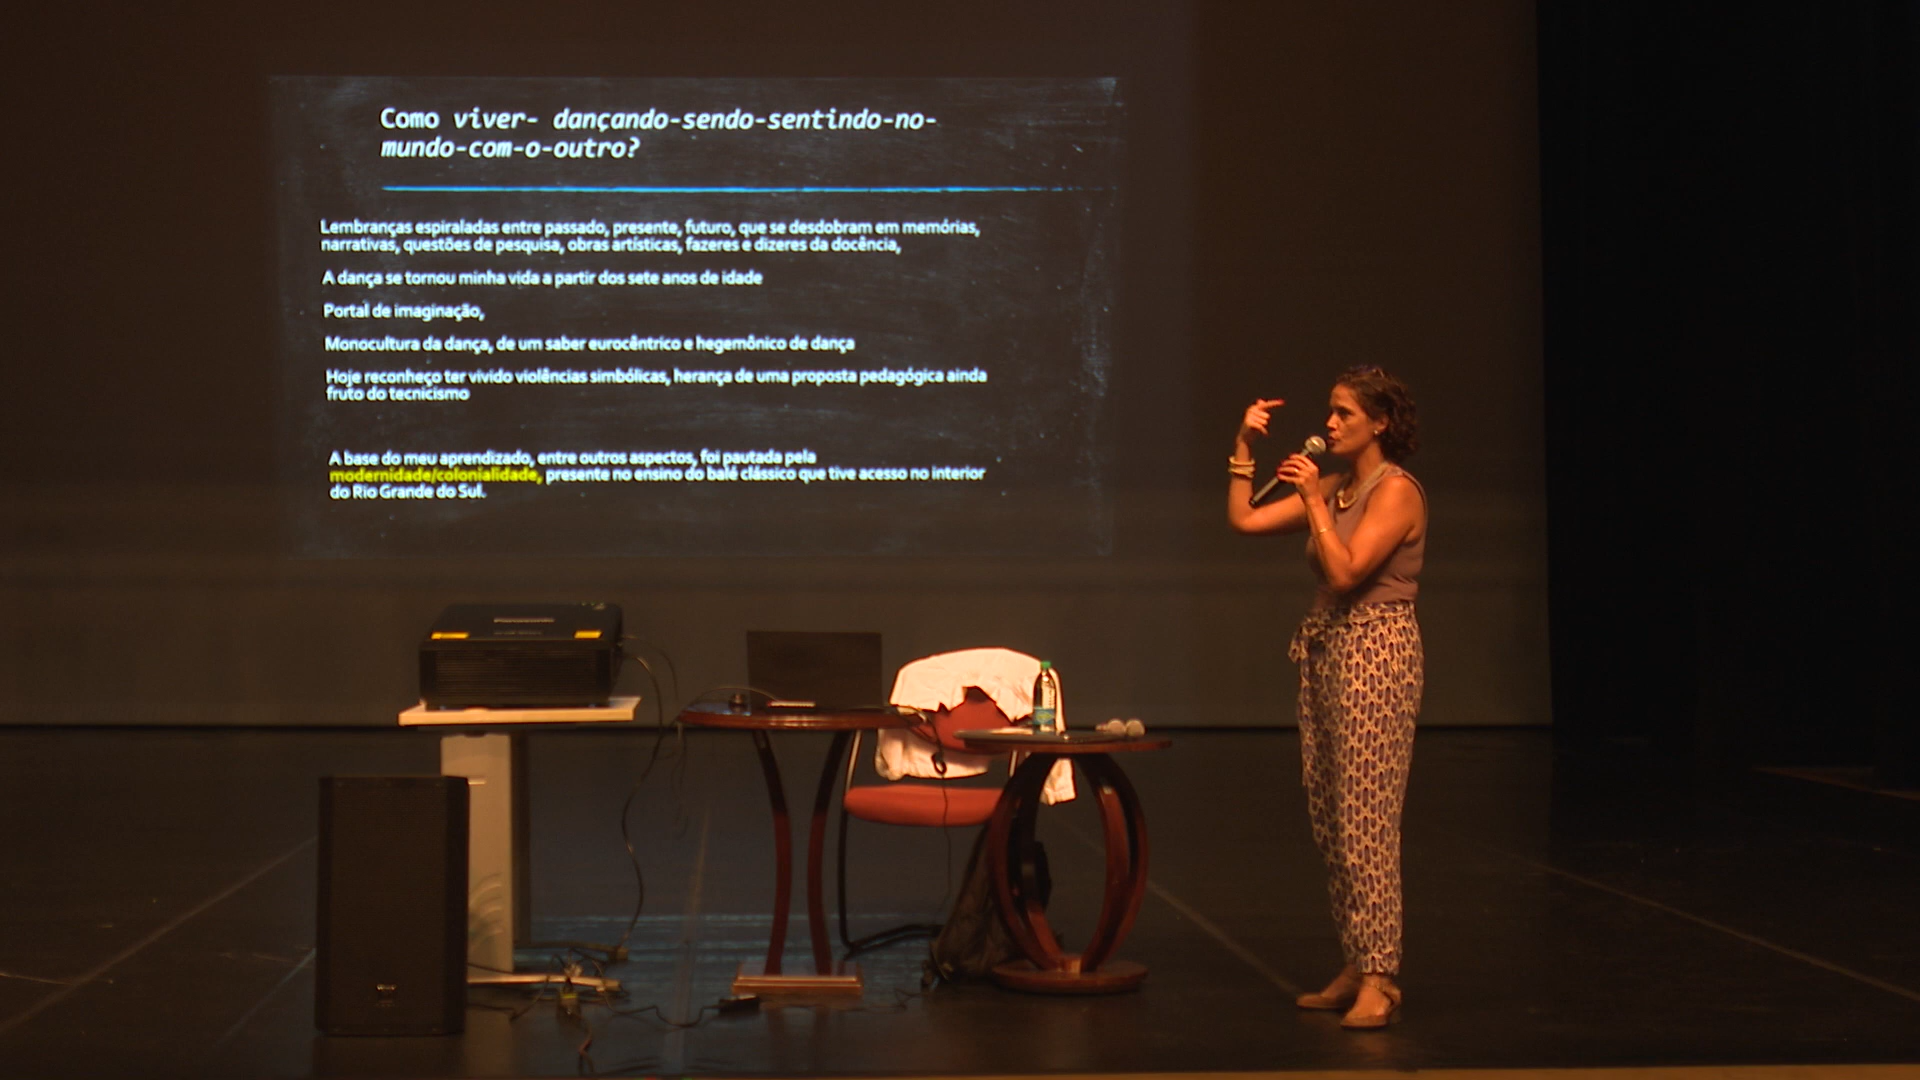 Como viver- dançando-sendo-sentindo-no-
mundo-com-o-outro?
Lembranças espiraladas entre passado, presente, futuro, que se desdobram em memórias,
narrativas, questões de pesquisa, obras artísticas, fazeres e dizeres da docência,
A dança se tornou minha vida a partir dos sete anos de idade
Portal de imaginação,
Monocultura da dança, de um saber eurocêntrico e hegemônico de dança
Hoje reconheço ter vivido violências simbólicas, herança de uma proposta pedagógica ainda
fruto do tecnicismo
A base do meu aprendizado, entre outros aspectos, foi pautada pela
modernidade/colonialidade, presente no ensino do balé clássico que tive acesso no interior
do Rio Grande do Sul.